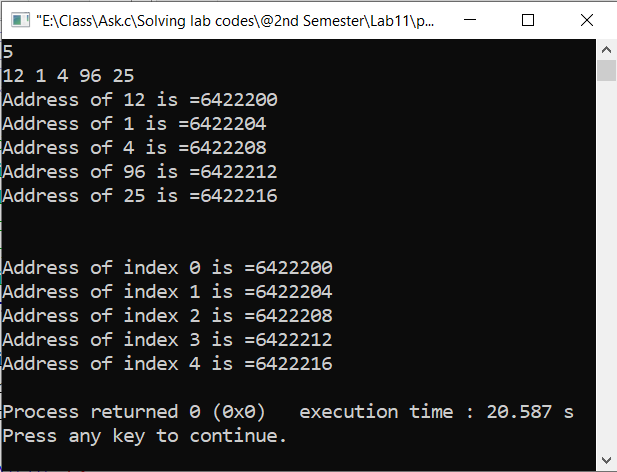 "E:\Class\Ask.c\Solving lab codes\@2nd Semester\Lab11\p...
5
12 1 4 96 25
Address of 12 is =6422200
Address of 1 is =6422204
Address of 4 is =6422208
Address of 96 is =6422212
Address of 25 is =6422216
Address of index 0 is =6422200
Address of index 1 is =6422204
Address of index 2 is =6422208
Address of index 3 is =6422212
Address of index 4 is =6422216
Process returned 0 (0x0)   execution time : 20.587 s
Press any key to continue.